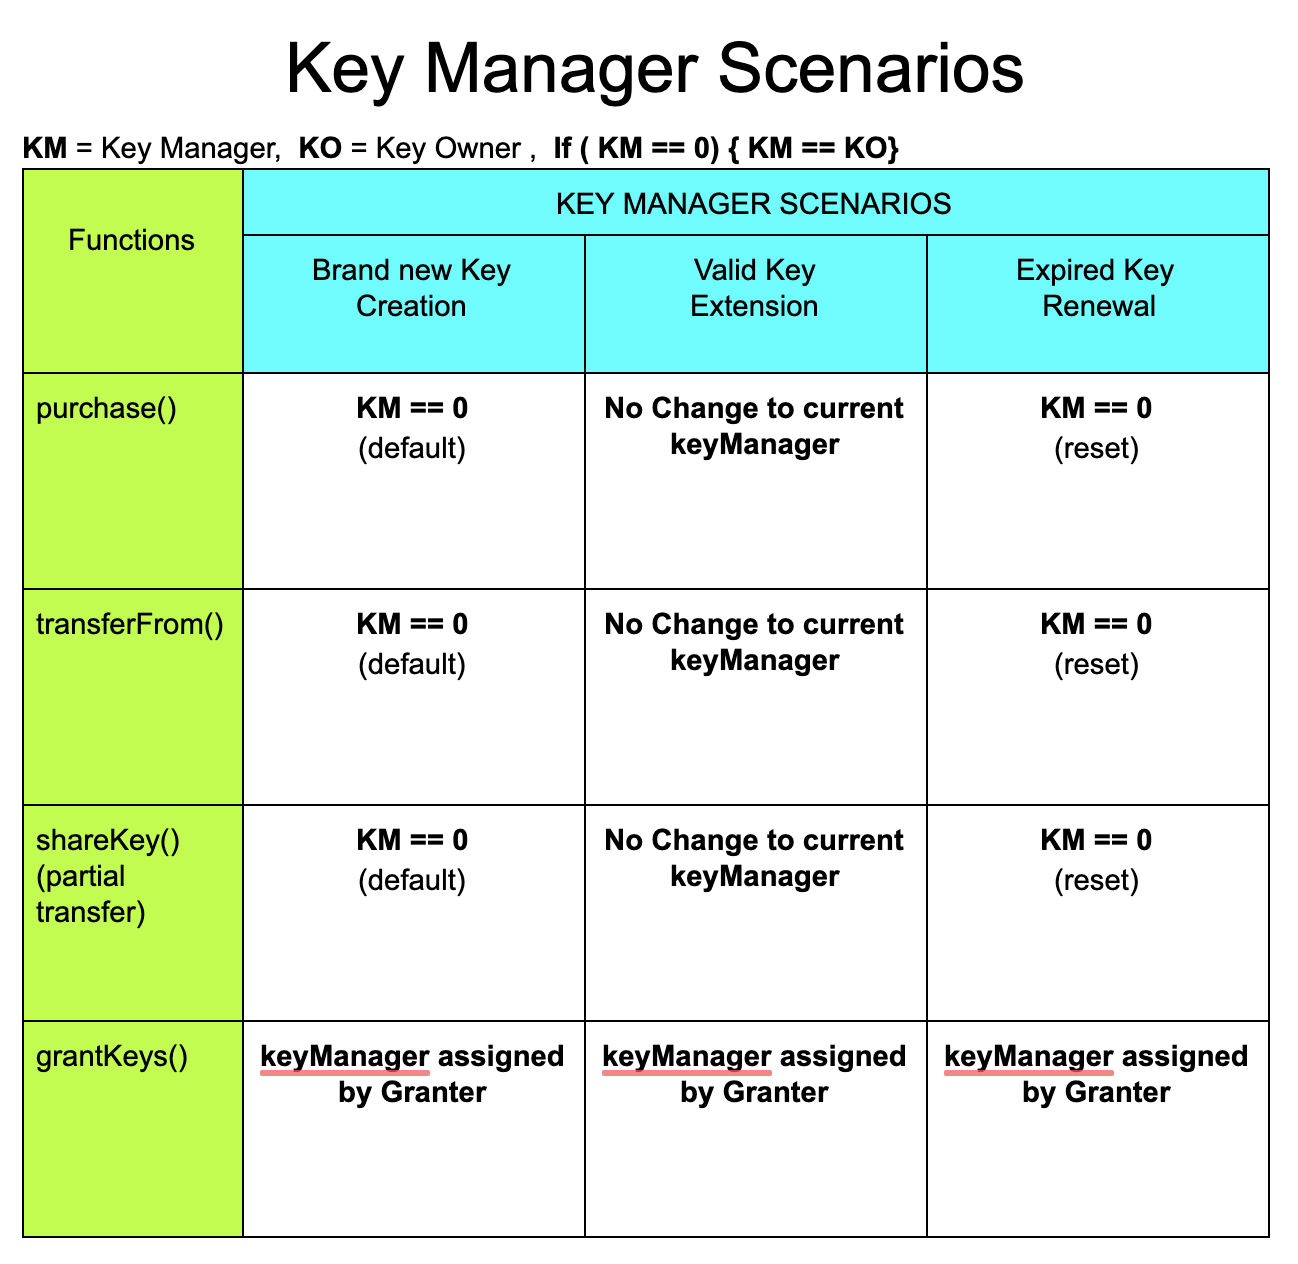 Key Manager Scenarios
KM = Key Manager,  KO = Key Owner ,  If ( KM == 0) { KM == KO}
Functions
KEY MANAGER SCENARIOS
Brand new Key
Creation
Valid Key
Extension
Expired Key
Renewal
purchase()
KM == 0
(default)
No Change to current
keyManager
KM == 0
(reset)
transferFrom()
KM == 0
(default)
No Change to current
keyManager
KM == 0
(reset)
shareKey()
(partial
transfer)
KM == 0
(default)
No Change to current
keyManager
KM == 0
(reset)
grantKeys()
keyManager assigned
by Granter
keyManager assigned
by Granter
keyManager assigned
by Granter